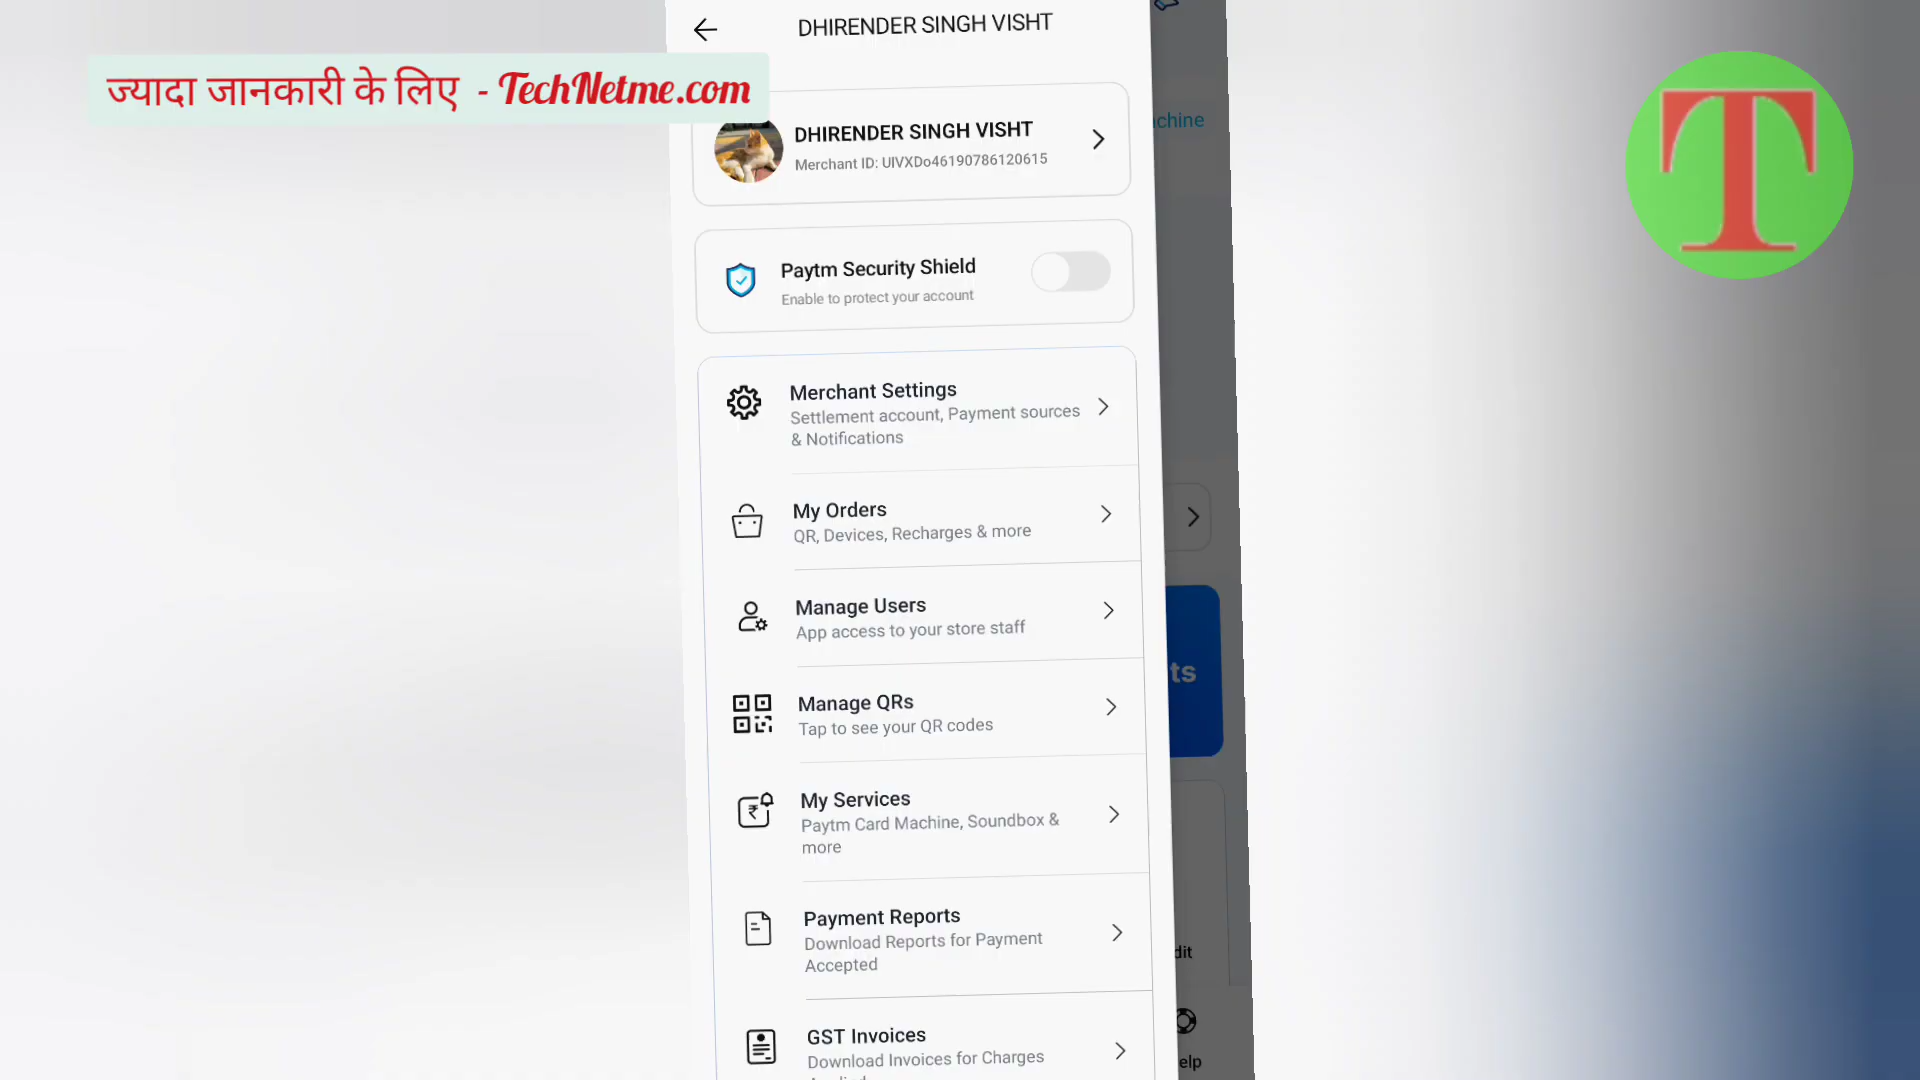 DHIRENDER SINGH VISHT
ज्यादा जानकारी के लिए - TechNetme.com
T
DHIRENDER SINGH VISHT
Merchant ID: UIVXDo46190786120615
chine
Paytm Security Shield
Enable to protect your account
Merchant Settings
Settlement account, Payment sources
& Notifications
My Orders
QR, Devices, Recharges & more
Manage Users
App access to your store staff
ts
Manage QRs
Tap to see your QR codes
My Services
Paytm Card Machine, Soundbox &
more
Payment Reports
Download Reports for Payment
Accepted
dit
GST Invoices
Download Invoices for Charges
elp